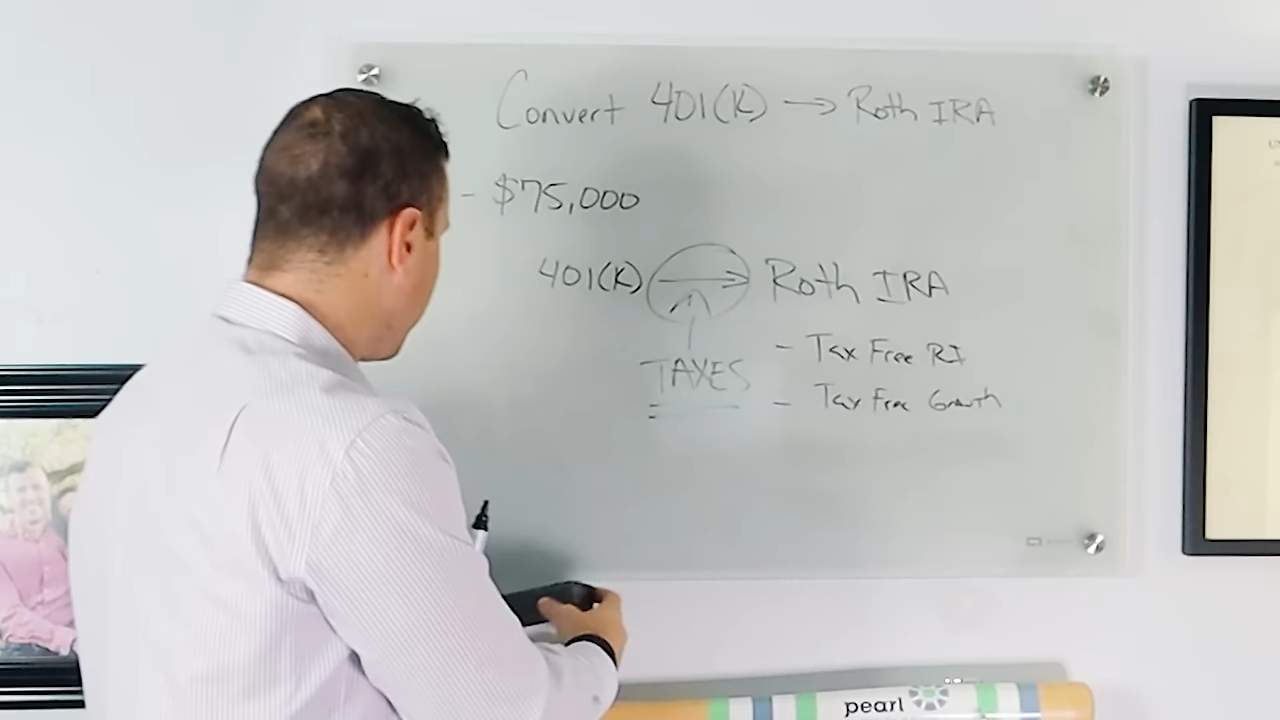 Convert 401(K) → Roth IRA
- $75,000
401(K) → Roth IRA
TAXES
- Tax Free RI
- Tax Free Growth
pearl